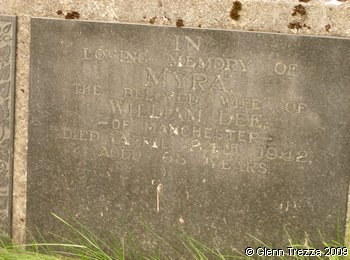 IN
LOVING MEMORY OF
MYRA
THE BELOVED WIFE OF
WILLIAM LEE
-OF MANCHESTER-
DIED APRIL 24TH 1942
AGED 66 YEARS
©Glenn Trezza 2009